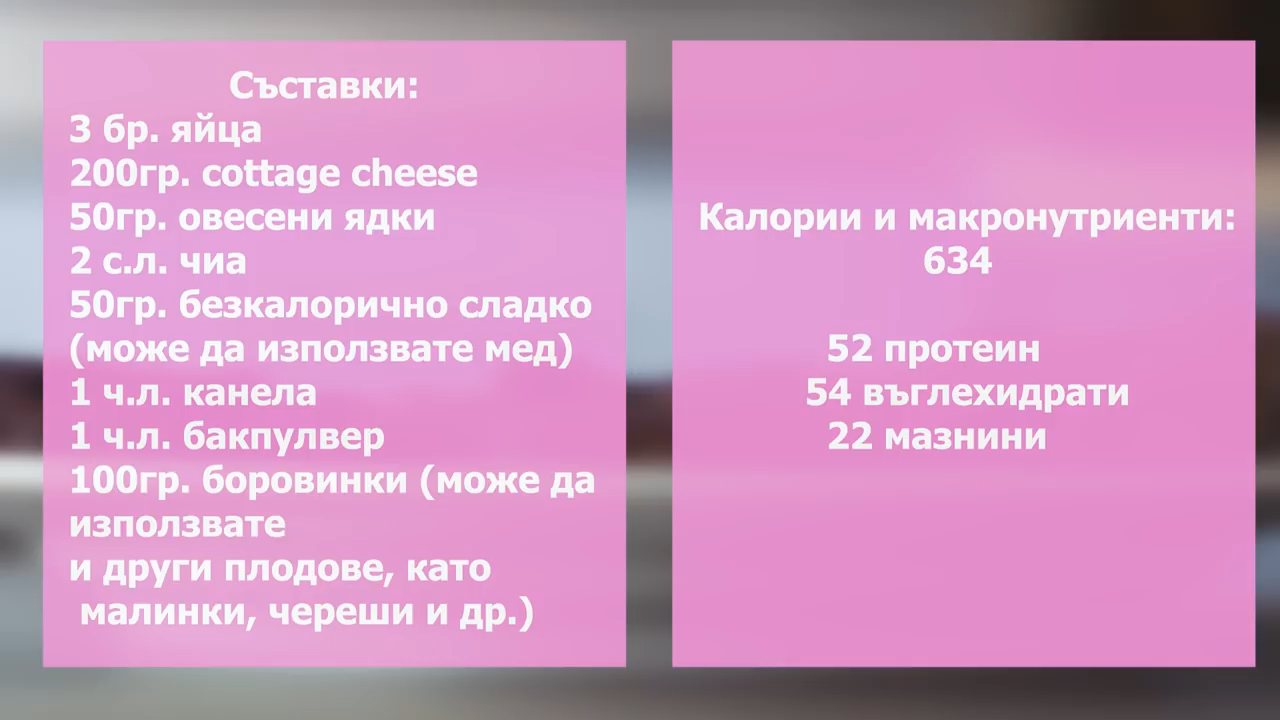 Съставки:
3 бр. яйца
200гр. cottage cheese
50гр. овесени ядки
2 с.л. чиа
50гр. безкалорично сладко
(може да използвате мед)
1 ч.л. канела
1 ч.л. бакпулвер
100гр. боровинки (може да
използвате
и други плодове, като
малинки, череши и др.)
Калории и макронутриенти:
634
52 протеин
54 въглехидрати
22 мазнини